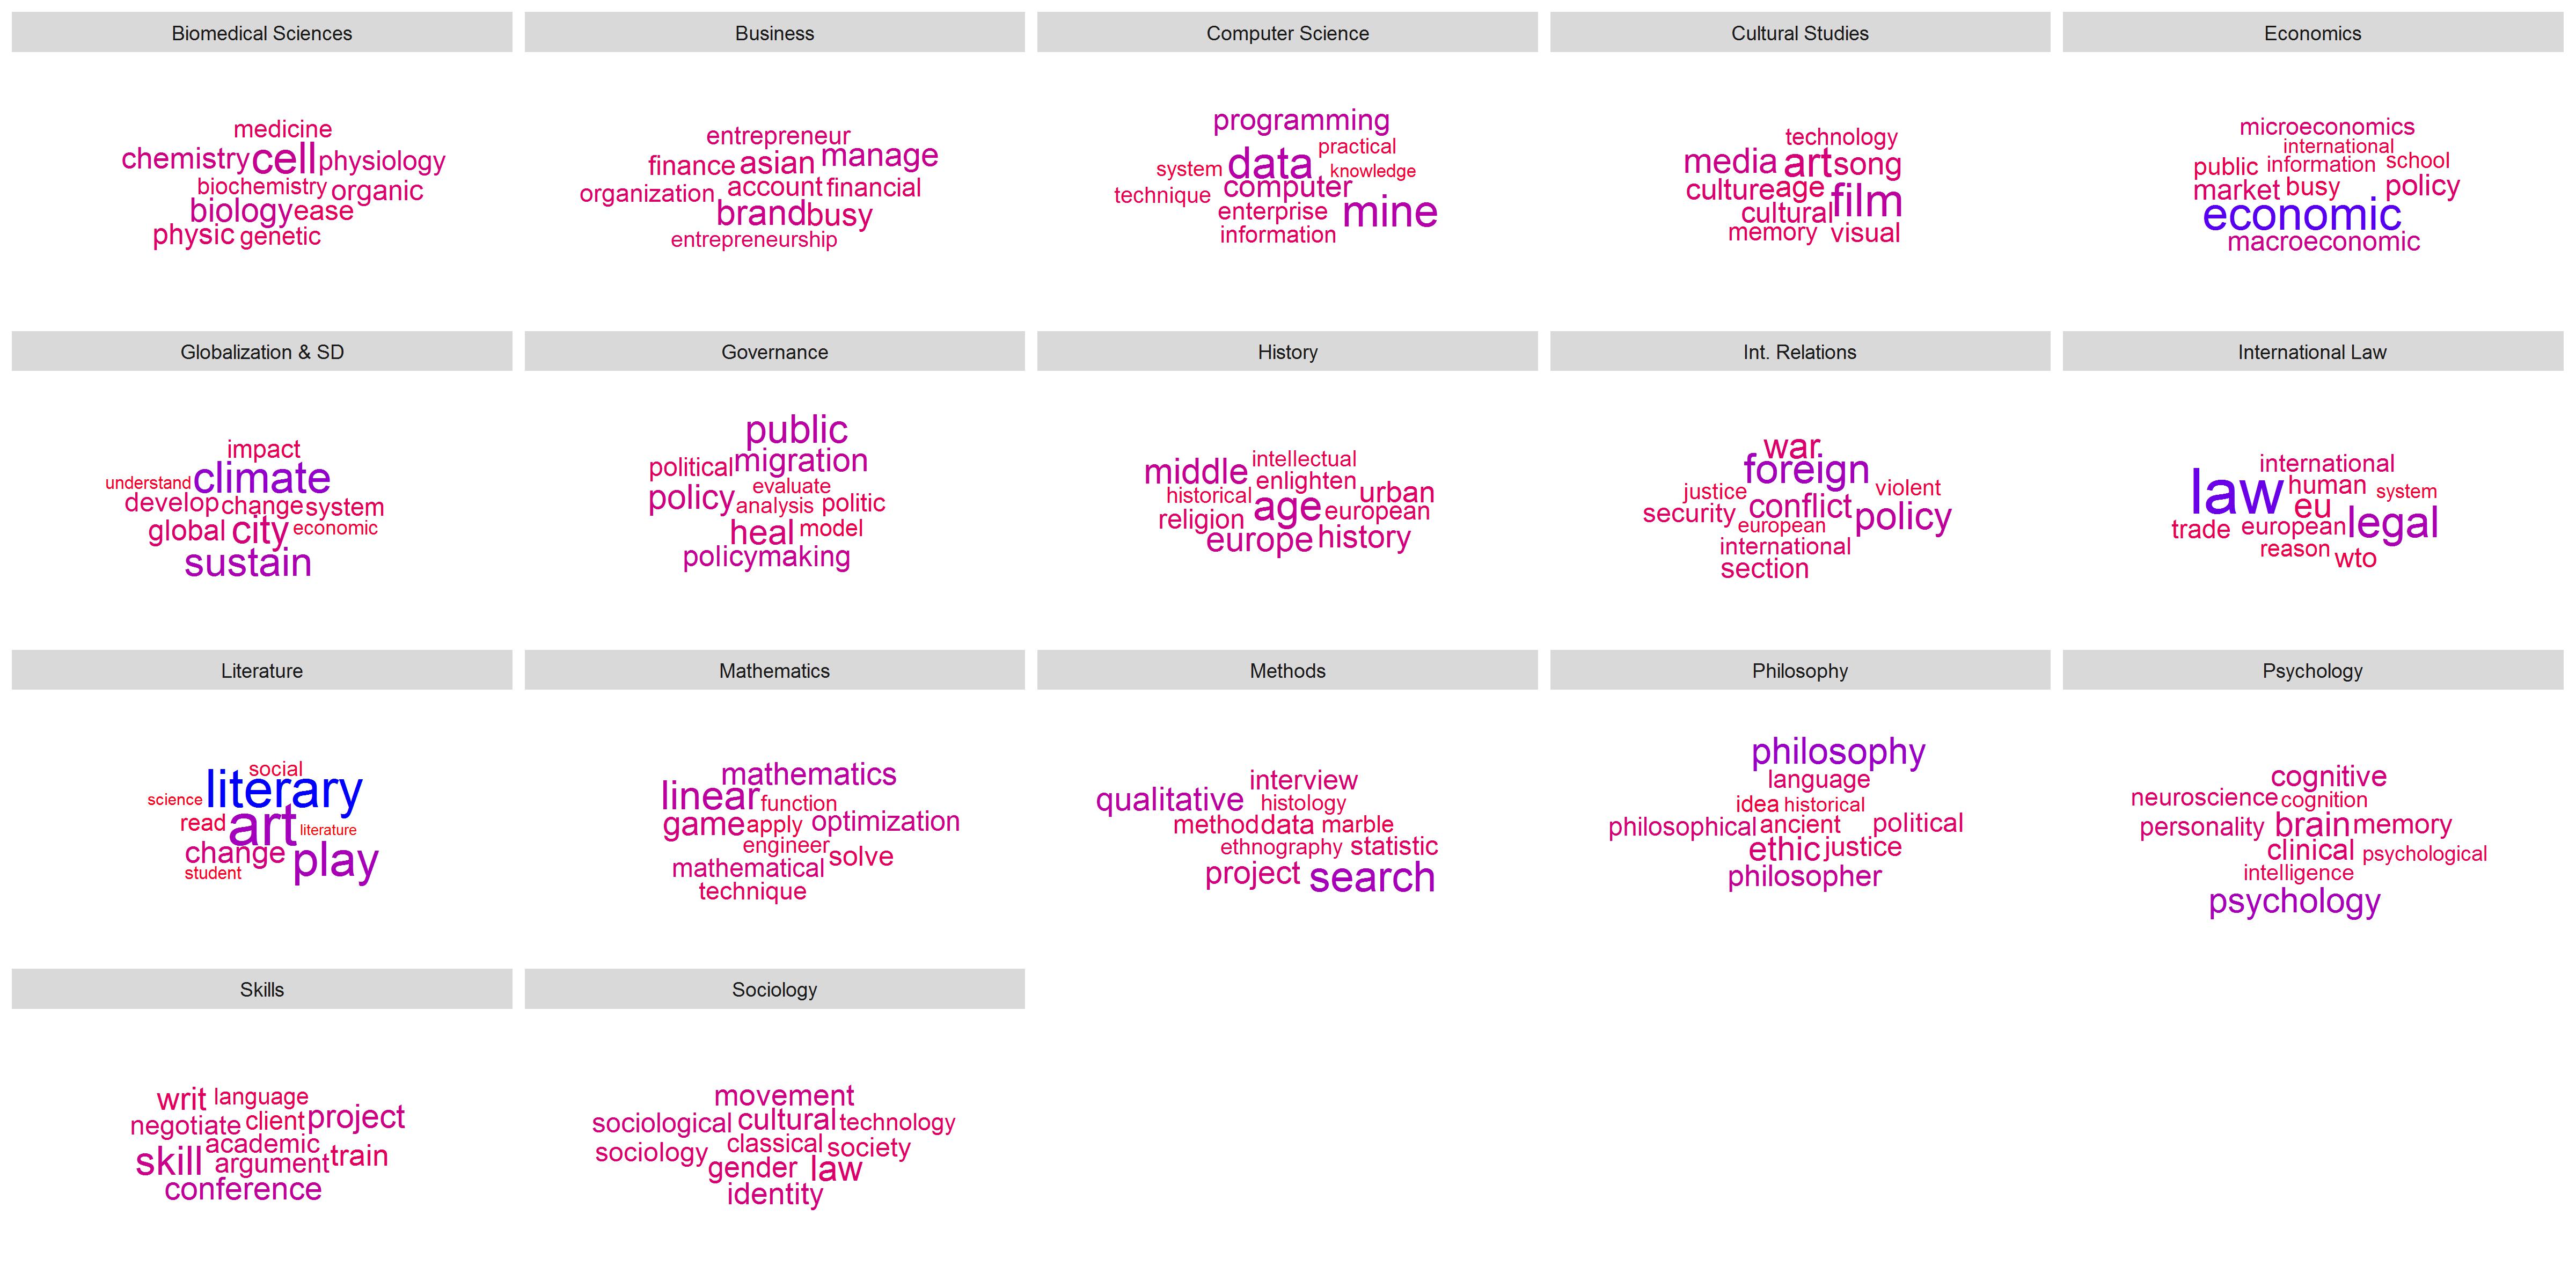 Biomedical Sciences
medicine
chemistry cell physiology
biochemistry organic
biology ease
physic genetic
Business
entrepreneur
finance asian manage
organization account financial
brand busy
entrepreneurship
Computer Science
programming
practical
system data knowledge
technique computer
enterprise mine
information
Cultural Studies
technology
media art song
culture age film
cultural
memory visual
Economics
microeconomics
international
public information school
market busy policy
economic
macroeconomic
Globalization & SD
impact
understand climate
develop change system
global city economic
sustain
Governance
public
political migration
evaluate
policy analysis politic
heal model
policymaking
History
middle intellectual
historical enlighten urban
religion age european
europe history
Int. Relations
war
foreign
justice conflict violent
security european policy
international
section
International Law
international
law human system
eu
trade european legal
reason wto
Literature
social
science literary
read art literature
change play
student
Mathematics
mathematics
linear function
game apply optimization
engineer
mathematical solve
technique
Methods
interview
qualitative histology
method data marble
ethnography statistic
project search
Philosophy
philosophy
language
idea historical
philosophical ancient political
ethic justice
philosopher
Psychology
cognitive
neuroscience cognition
personality brain memory
clinical psychological
intelligence
psychology
Skills
writ language
negotiate client project
academic
skill argument train
conference
Sociology
movement
sociological cultural technology
sociology classical society
gender law
identity